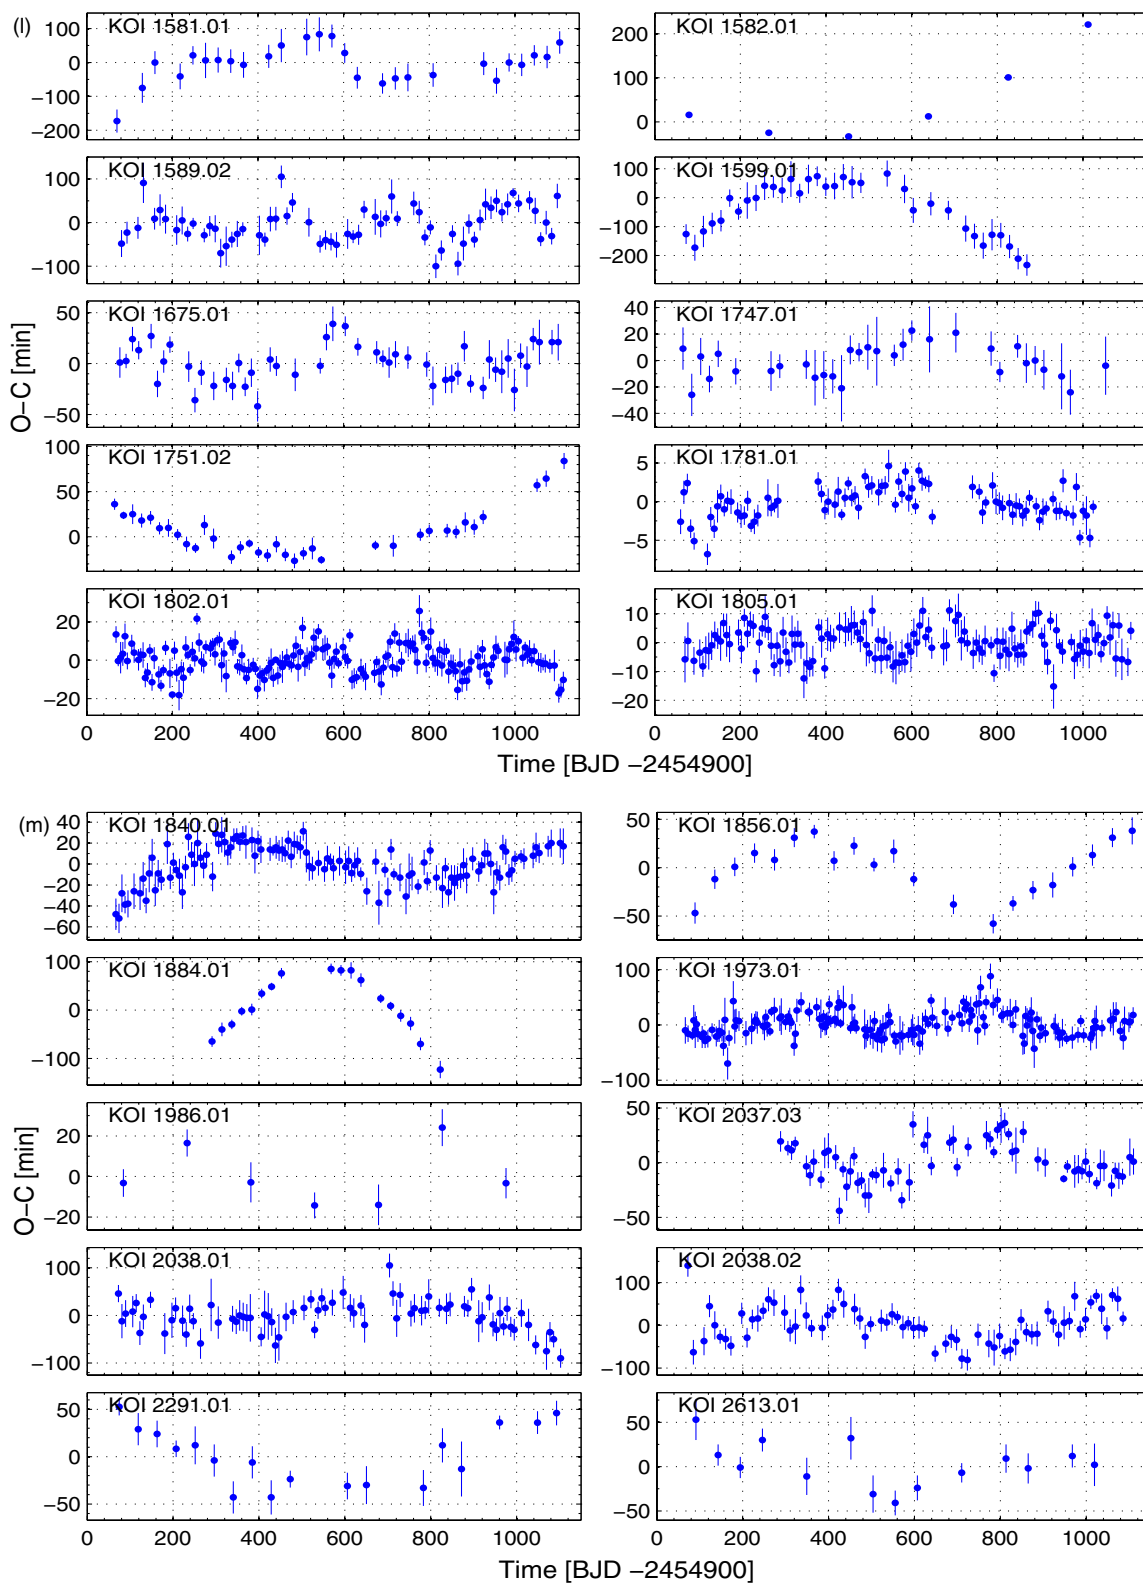 (l)
KOI 1581.01
100
0
−100
−200
KOI 1582.01
200
100
0
KOI 1589.02
100
0
−100
KOI 1599.01
100
0
−100
−200
O−C [min]
KOI 1675.01
50
0
−50
KOI 1747.01
40
20
0
−20
−40
KOI 1751.02
100
50
0
KOI 1781.01
5
0
−5
KOI 1802.01
20
0
−20
KOI 1805.01
10
0
−10
−20
0 200 400 600 800 1000
0 200 400 600 800 1000
Time [BJD −2454900]
(m)
KOI 1840.01
40
20
0
−20
−40
−60
KOI 1856.01
50
0
−50
KOI 1884.01
100
0
−100
KOI 1973.01
100
0
−100
O−C [min]
KOI 1986.01
20
0
−20
KOI 2037.03
50
0
−50
KOI 2038.01
100
0
−100
KOI 2038.02
100
0
−100
KOI 2291.01
50
0
−50
KOI 2613.01
50
0
−50
0 200 400 600 800 1000
0 200 400 600 800 1000
Time [BJD −2454900]